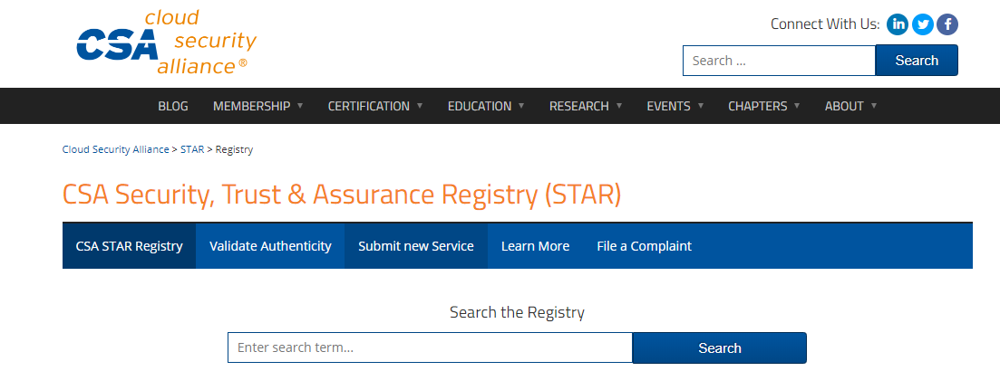 cloud
CSA security
alliance®
Connect With Us: in f
Search ... Search
BLOG MEMBERSHIP CERTIFICATION EDUCATION RESEARCH EVENTS CHAPTERS ABOUT
Cloud Security Alliance > STAR > Registry
CSA Security, Trust & Assurance Registry (STAR)
CSA STAR Registry Validate Authenticity Submit new Service Learn More File a Complaint
Search the Registry
Enter search term... Search